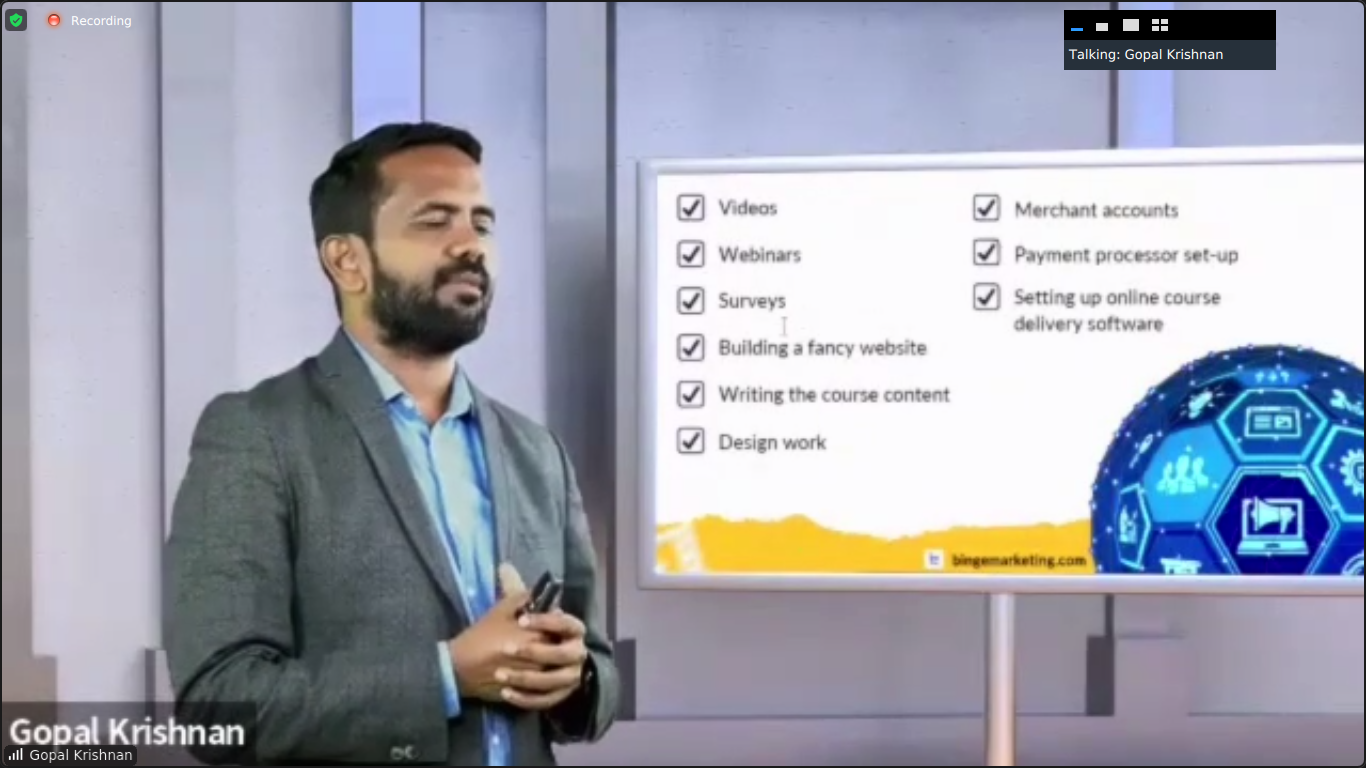 Recording
Talking: Gopal Krishnan
Videos
Webinars
Surveys
Building a fancy website
Writing the course content
Design work
Merchant accounts
Payment processor set-up
Setting up online course
delivery software
bingemarketing.com
Gopal Krishnan
Gopal Krishnan